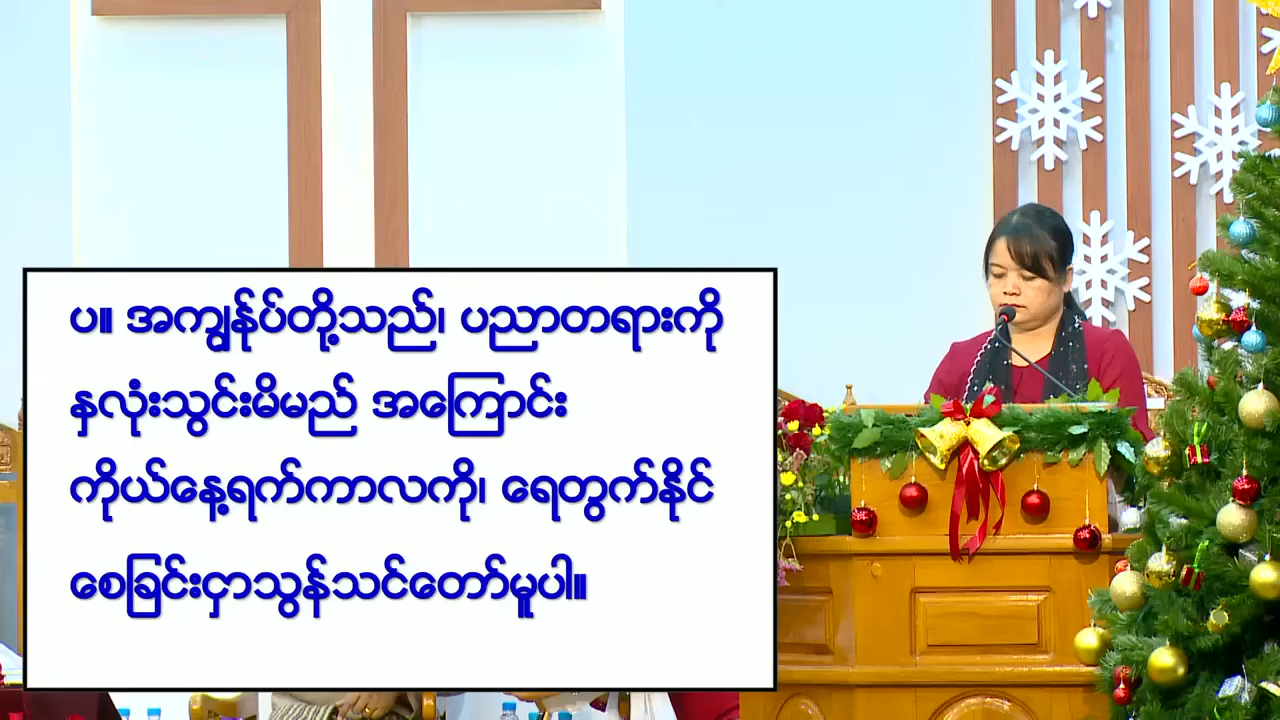 ပ။ အကျွန်ုပ်တို့သည်၊ ပညာတရားကို
နှလုံးသွင်းမိမည် အကြောင်း
ကိုယ်နေ့ရက်ကာလကို၊ ရေတွက်နိုင်
စေခြင်းငှာသွန်သင်တော်မူပါ။